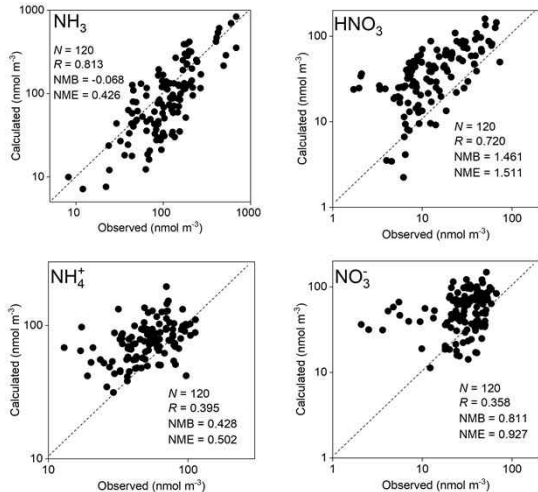 NH₃
N = 120
R = 0.813
NMB = -0.068
NME = 0.426
Calculated (nmol m⁻³)
1000
100
10
10
100
1000
Observed (nmol m⁻³)
HNO₃
N = 120
R = 0.720
NMB = 1.461
NME = 1.511
Calculated (nmol m⁻³)
100
10
1
1
10
100
Observed (nmol m⁻³)
NH₄⁺
N = 120
R = 0.395
NMB = 0.428
NME = 0.502
Calculated (nmol m⁻³)
100
10
10
100
Observed (nmol m⁻³)
NO₃⁻
N = 120
R = 0.358
NMB = 0.811
NME = 0.927
Calculated (nmol m⁻³)
100
10
1
1
10
100
Observed (nmol m⁻³)